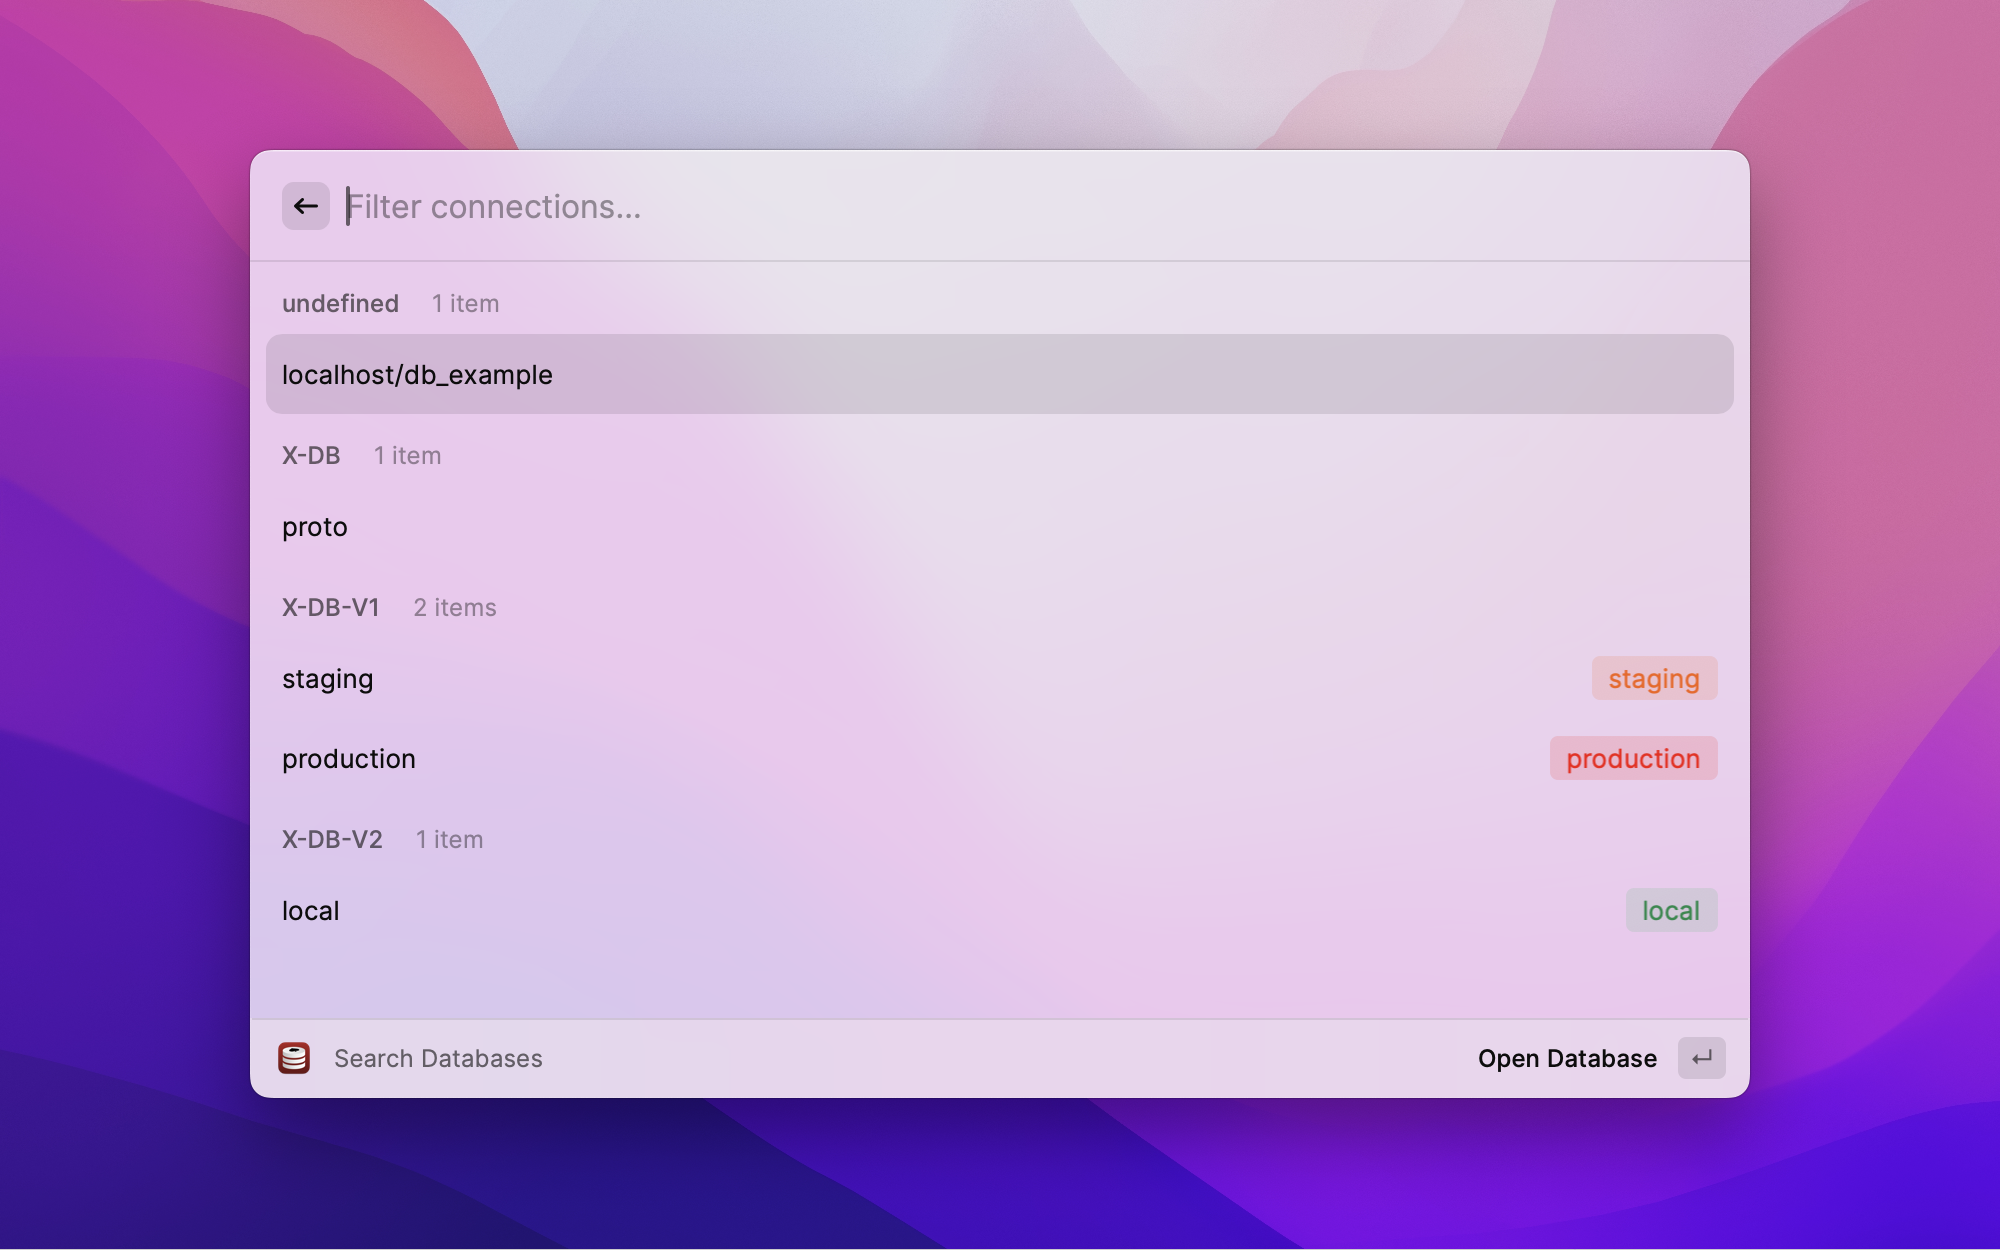 Filter connections...
undefined 1 item
localhost/db_example
X-DB 1 item
proto
X-DB-V1 2 items
staging staging
production production
X-DB-V2 1 item
local local
Search Databases Open Database